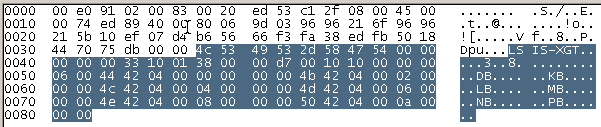 0000 00 e0 91 02 00 83 00 20 ed 53 c1 2f 08 00 45 00 ....... .S./..E.
0010 00 74 ed 89 40 00 80 06 9d 03 96 96 21 6f 96 96 .t..@... ....!o..
0020 21 5b 10 ef 07 d4 b6 56 66 f3 fa 38 ed fb 50 18 ![.....V f..8..P.
0030 44 70 75 db 00 00 4c 53 49 53 2d 58 47 54 00 00 Dpu...LS IS-XGT..
0040 00 00 00 33 10 01 38 00 00 d7 00 10 10 00 00 00 ...3..8. ........
0050 06 00 44 42 04 00 00 00 00 00 4b 42 04 00 02 00 ..DB.... ..KB....
0060 00 00 4c 42 04 00 04 00 00 00 4d 42 04 00 06 00 ..LB.... ..MB....
0070 00 00 4e 42 04 00 08 00 00 00 50 42 04 00 0a 00 ..NB.... ..PB....
0080 00 00 ..